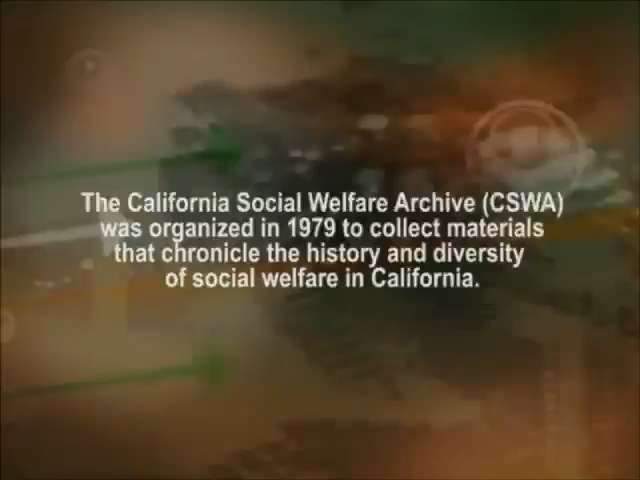 The California Social Welfare Archive (CSWA)
was organized in 1979 to collect materials
that chronicle the history and diversity
of social welfare in California.